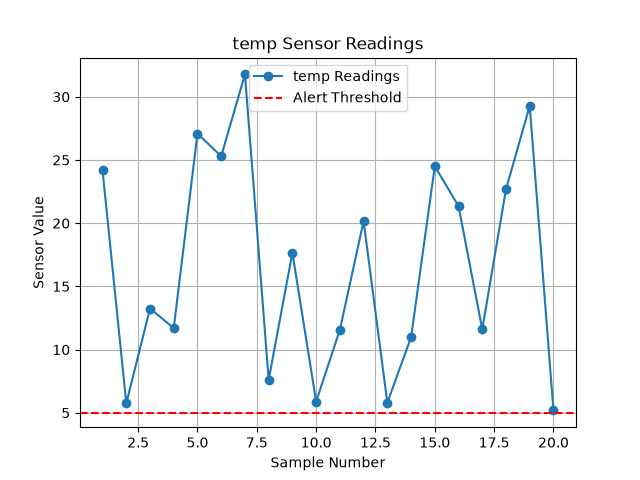 temp Sensor Readings
temp Readings
Alert Threshold
30
25
20
15
10
5
Sensor Value
2.5 5.0 7.5 10.0 12.5 15.0 17.5 20.0
Sample Number